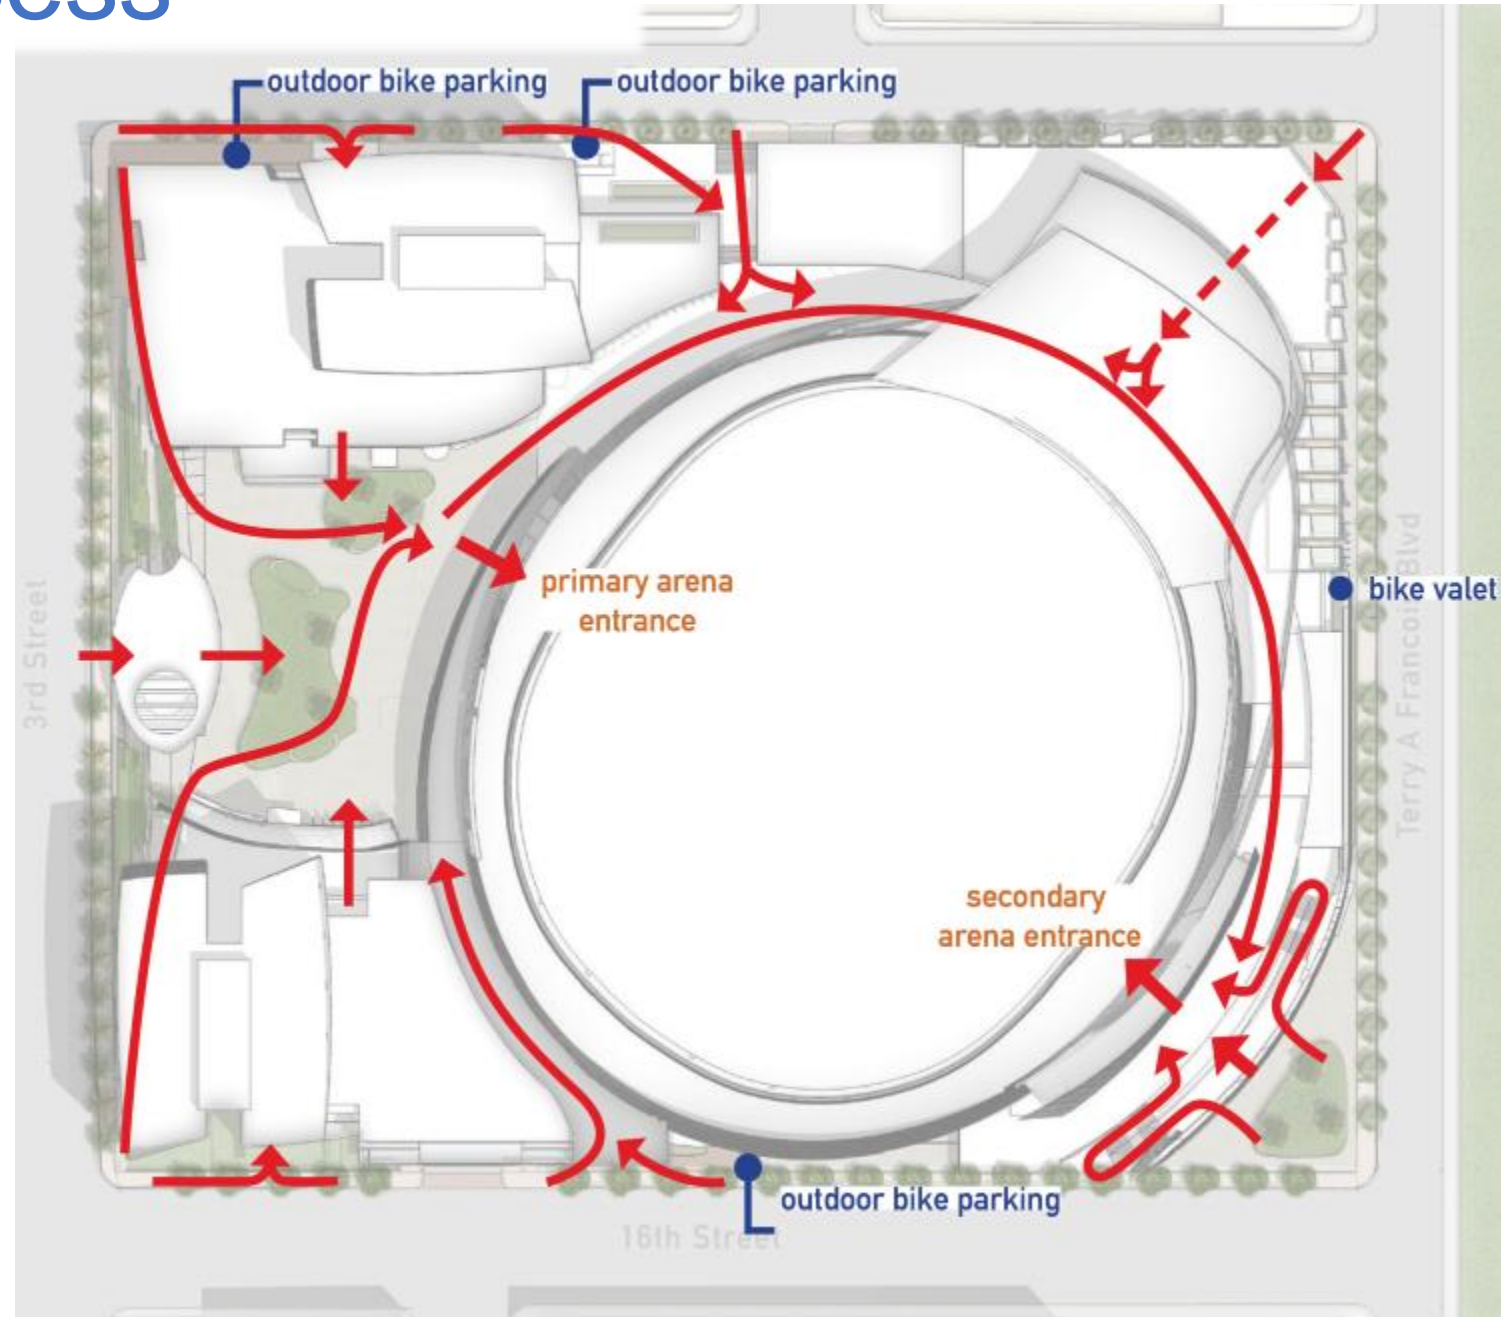 outdoor bike parking
outdoor bike parking
primary arena
entrance
3rd Street
bike valet
Terry A Francois Blvd
secondary
arena entrance
outdoor bike parking
16th Street